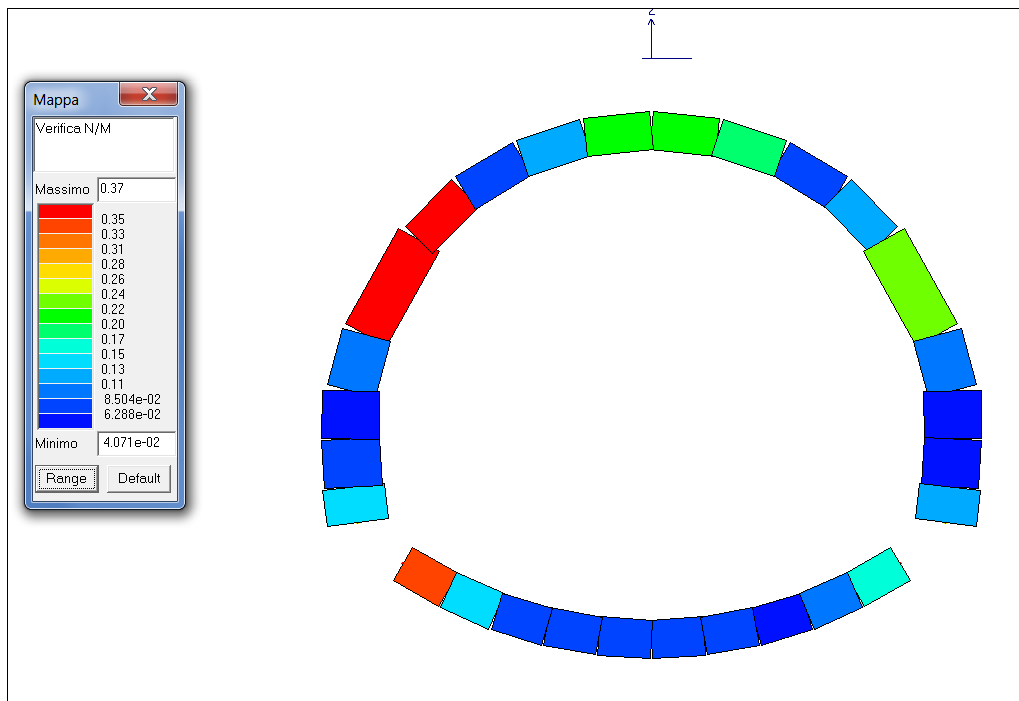 z
Mappa
Verifica N/M
Massimo 0.37
0.35
0.33
0.31
0.28
0.26
0.24
0.22
0.20
0.17
0.15
0.13
0.11
8.504e-02
6.288e-02
Minimo 4.071e-02
Range Default